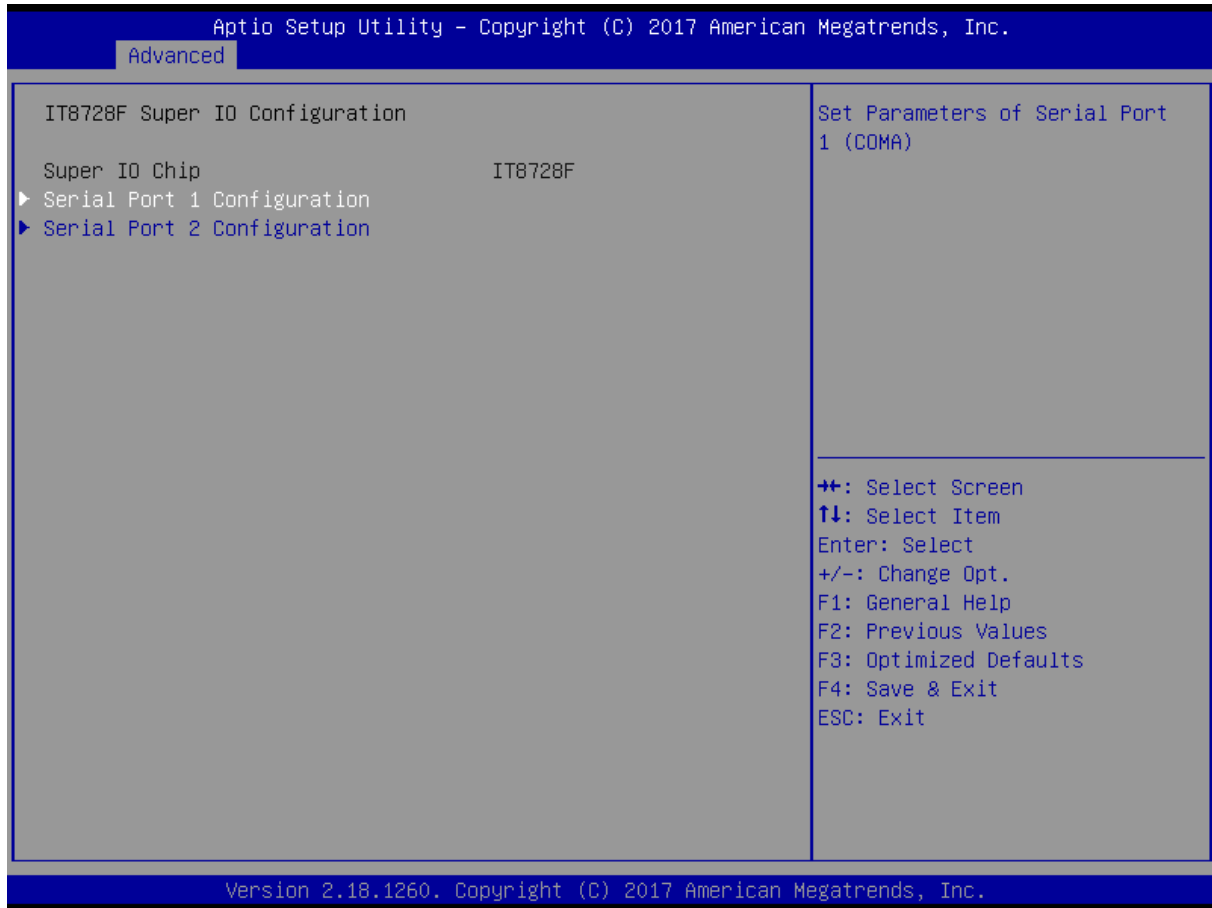 Aptio Setup Utility – Copyright (C) 2017 American Megatrends, Inc.
Advanced
IT8728F Super IO Configuration
Super IO Chip IT8728F
▶ Serial Port 1 Configuration
▶ Serial Port 2 Configuration
Set Parameters of Serial Port
1 (COMA)
→←: Select Screen
↑↓: Select Item
Enter: Select
+/-: Change Opt.
F1: General Help
F2: Previous Values
F3: Optimized Defaults
F4: Save & Exit
ESC: Exit
Version 2.18.1260. Copyright (C) 2017 American Megatrends, Inc.